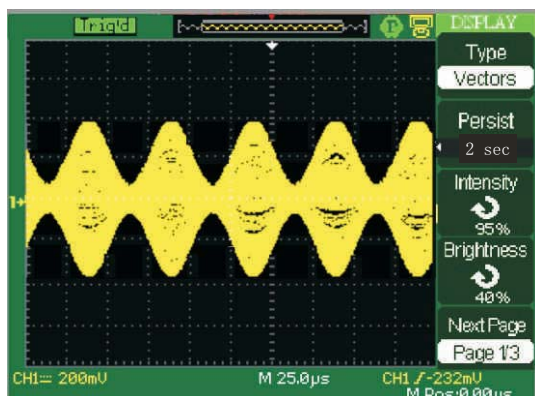 Trig'd
DISPLAY
Type
Vectors
Persist
2 sec
Intensity
95%
Brightness
40%
Next Page
Page 1/3
CH1 200mV
M 25.0µs
CH1 -232mV
M Pos:0.00µs